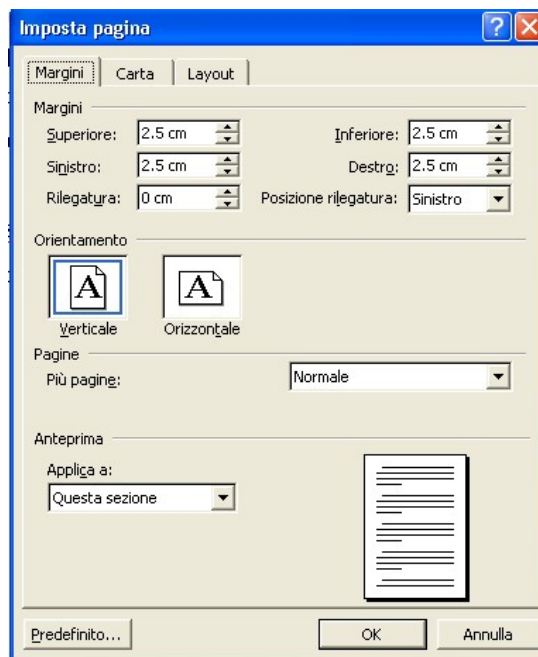 Imposta pagina
Margini Carta Layout
Margini
Superiore: 2.5 cm Inferiore: 2.5 cm
Sinistro: 2.5 cm Destro: 2.5 cm
Rilegatura: 0 cm Posizione rilegatura: Sinistro
Orientamento
A A
Verticale Orizzontale
Pagine
Più pagine: Normale
Anteprima
Applica a:
Questa sezione
Predefinito... OK Annulla